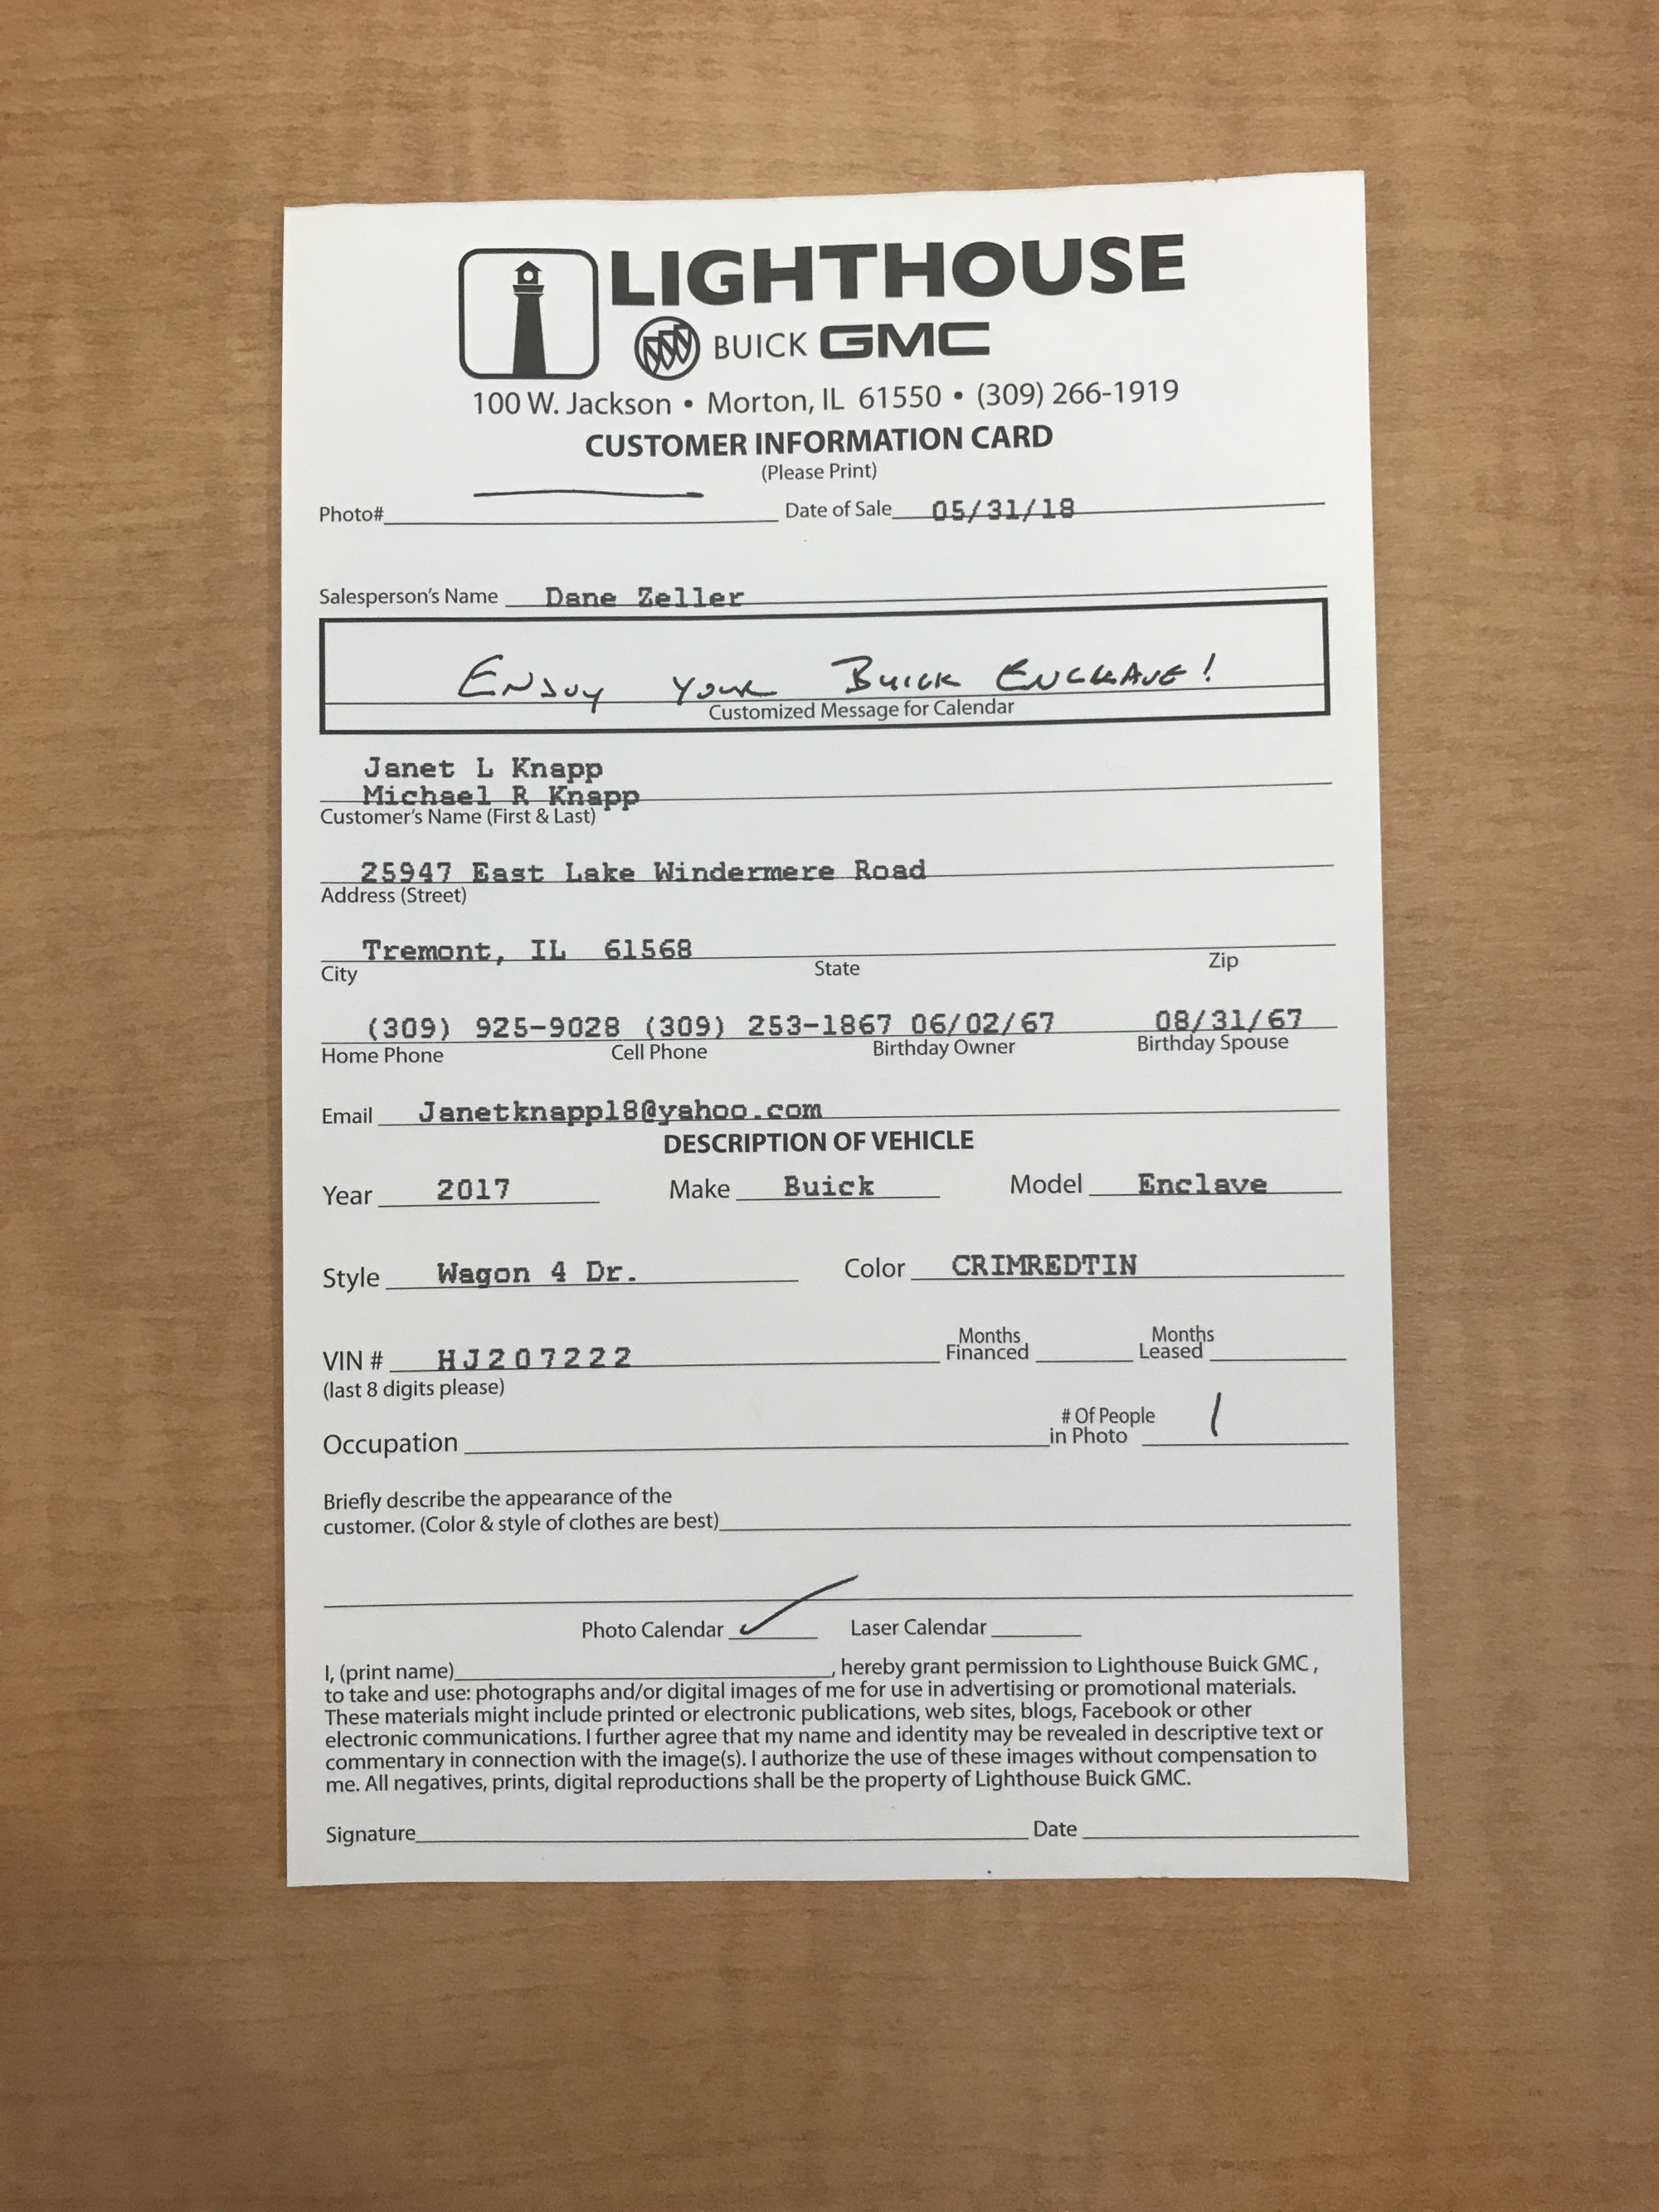 LIGHTHOUSE
BUICK GMC
100 W. Jackson • Morton, IL 61550 • (309) 266-1919
CUSTOMER INFORMATION CARD
(Please Print)
Photo# Date of Sale 05/31/18
Salesperson's Name Dane Zeller
ENJOY YOUR BUICK ENCLAVE!
Customized Message for Calendar
Janet L Knapp
Michael R Knapp
Customer's Name (First & Last)
25947 East Lake Windermere Road
Address (Street)
Tremont, IL 61568
City State Zip
(309) 925-9028 (309) 253-1867 06/02/67 08/31/67
Home Phone Cell Phone Birthday Owner Birthday Spouse
Email Janetknapp18@yahoo.com
DESCRIPTION OF VEHICLE
Year 2017 Make Buick Model Enclave
Style Wagon 4 Dr. Color CRIMREDTIN
VIN # HJ207222 Months Financed Months Leased
(last 8 digits please)
Occupation # Of People in Photo 1
Briefly describe the appearance of the
customer. (Color & style of clothes are best)
Photo Calendar ✓ Laser Calendar
I, (print name) , hereby grant permission to Lighthouse Buick GMC ,
to take and use: photographs and/or digital images of me for use in advertising or promotional materials.
These materials might include printed or electronic publications, web sites, blogs, Facebook or other
electronic communications. I further agree that my name and identity may be revealed in descriptive text or
commentary in connection with the image(s). I authorize the use of these images without compensation to
me. All negatives, prints, digital reproductions shall be the property of Lighthouse Buick GMC.
Signature Date